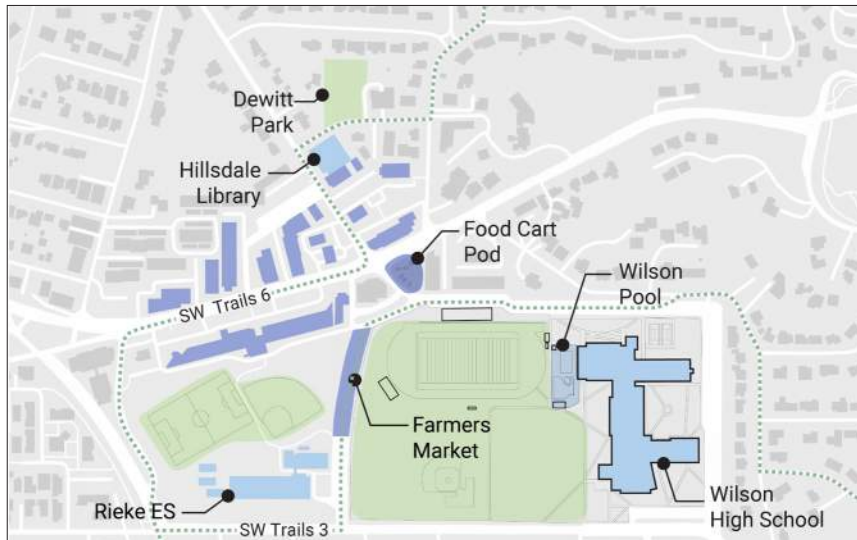 Dewitt
Park
Hillsdale
Library
Food Cart
Pod
Wilson
Pool
SW Trails 6
Farmers
Market
Rieke ES
SW Trails 3
Wilson
High School